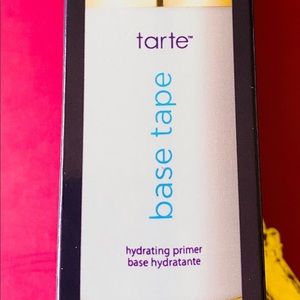 tarte™
base tape
hydrating primer
base hydratante